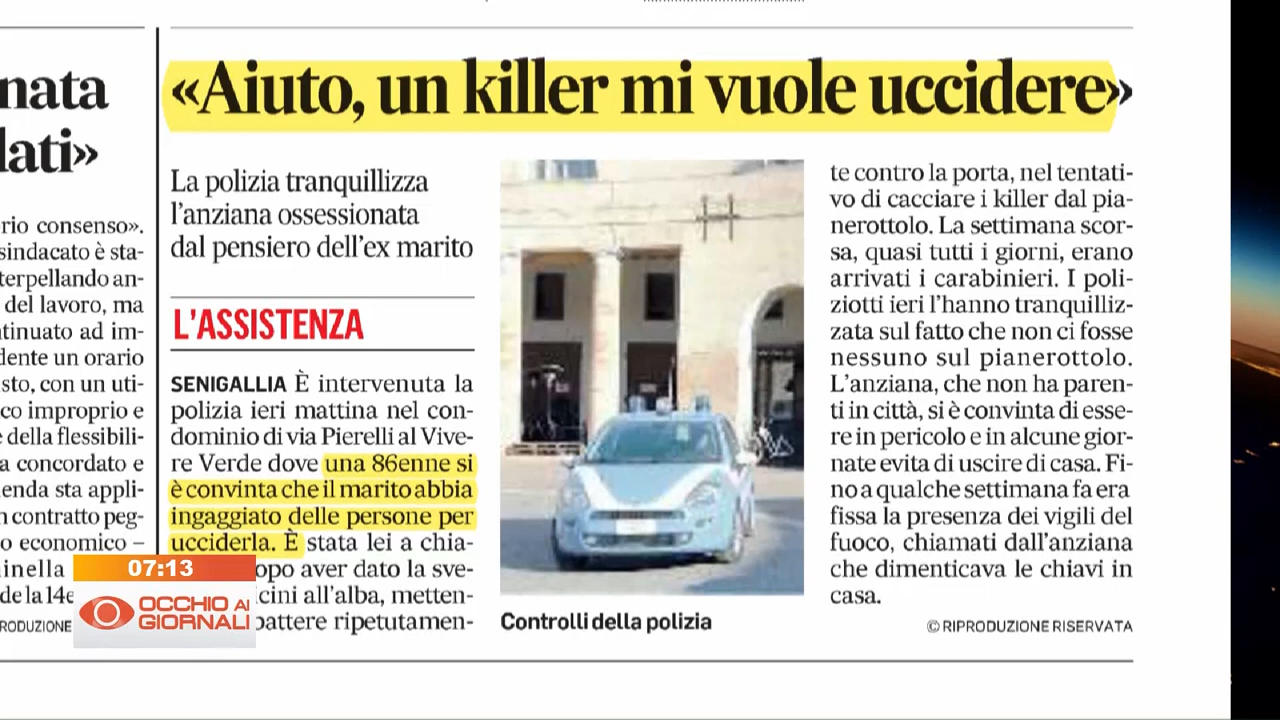 nata
lati»
rio consenso».
sindacato è sta-
terpellando an-
del lavoro, ma
ntinuato ad im-
dente un orario
sto, con un uti-
co improprio e
e della flessibili-
a concordato e
enda sta appli-
n contratto peg-
o economico –
inella
de la 14e
RODUZIONE
«Aiuto, un killer mi vuole uccidere»
La polizia tranquillizza
l'anziana ossessionata
dal pensiero dell'ex marito
L'ASSISTENZA
SENIGALLIA È intervenuta la
polizia ieri mattina nel con-
dominio di via Pierelli al Vive-
re Verde dove una 86enne si
è convinta che il marito abbia
ingaggiato delle persone per
ucciderla. È stata lei a chia-
opo aver dato la sve-
icini all'alba, metten-
battere ripetutamen-
Controlli della polizia
te contro la porta, nel tentati-
vo di cacciare i killer dal pia-
nerottolo. La settimana scor-
sa, quasi tutti i giorni, erano
arrivati i carabinieri. I poli-
ziotti ieri l'hanno tranquilliz-
zata sul fatto che non ci fosse
nessuno sul pianerottolo.
L'anziana, che non ha paren-
ti in città, si è convinta di esse-
re in pericolo e in alcune gior-
nate evita di uscire di casa. Fi-
no a qualche settimana fa era
fissa la presenza dei vigili del
fuoco, chiamati dall'anziana
che dimenticava le chiavi in
casa.
© RIPRODUZIONE RISERVATA
07:13
OCCHIO AI
GIORNALI